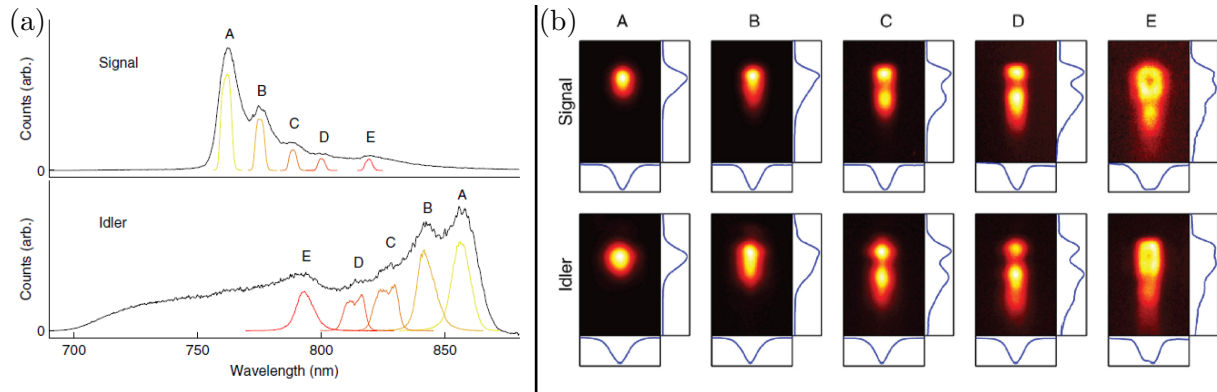 (a)
Counts (arb.)
Signal
A
B
C
D
E
0
Counts (arb.)
Idler
E
D
C
B
A
0
700 750 800 850
Wavelength (nm)
(b)
A B C D E
Signal
Idler